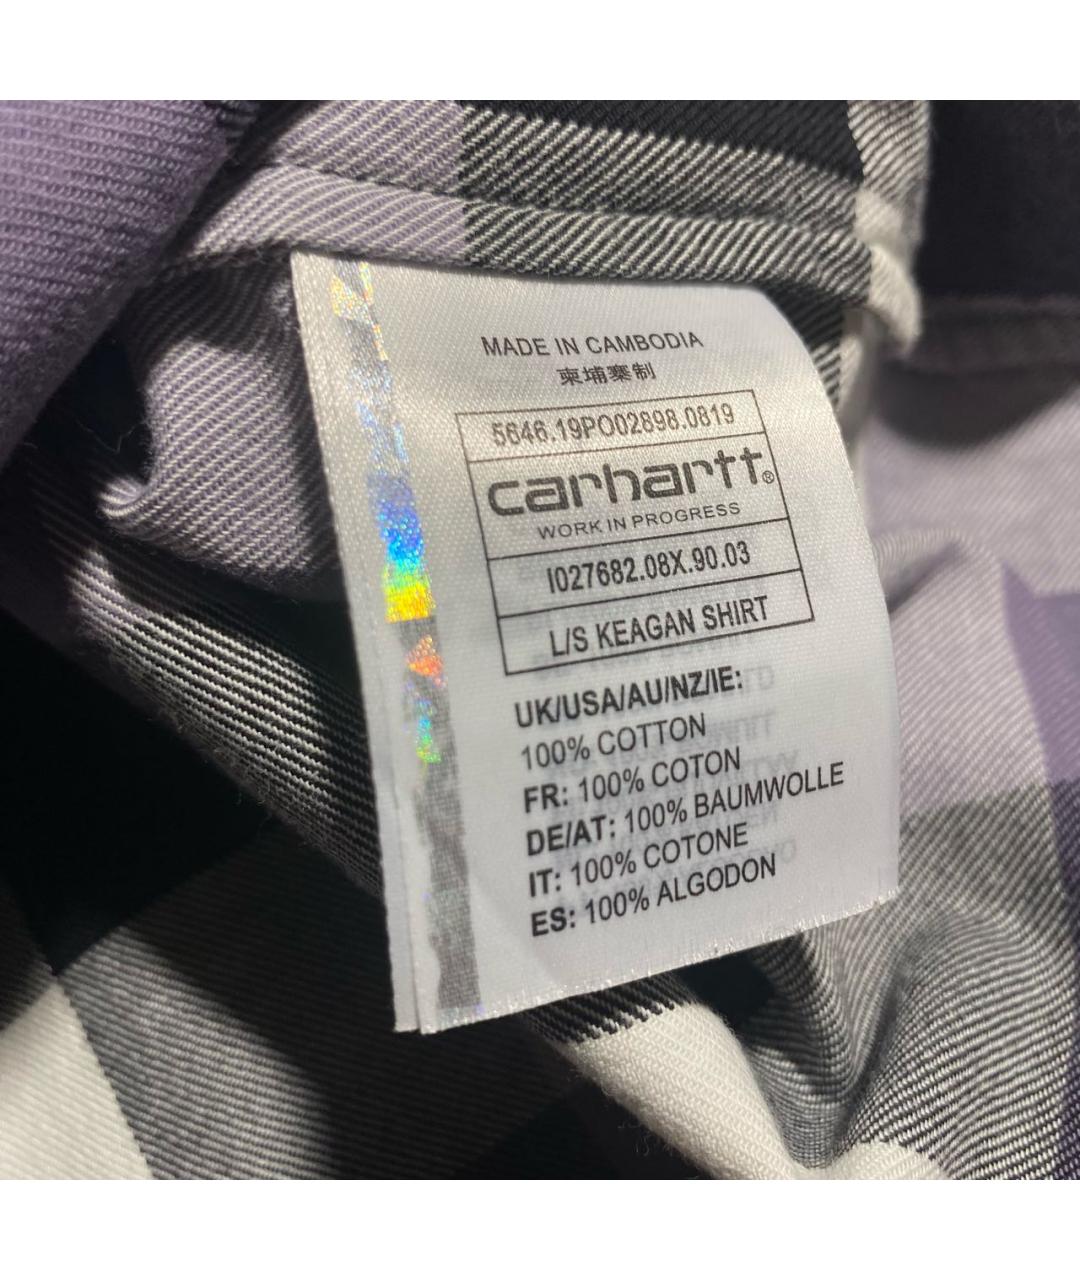 MADE IN CAMBODIA
柬埔寨制
5646.19PO02898.0819
carhartt®
WORK IN PROGRESS
I027682.08X.90.03
L/S KEAGAN SHIRT
UK/USA/AU/NZ/IE:
100% COTTON
FR: 100% COTON
DE/AT: 100% BAUMWOLLE
IT: 100% COTONE
ES: 100% ALGODON